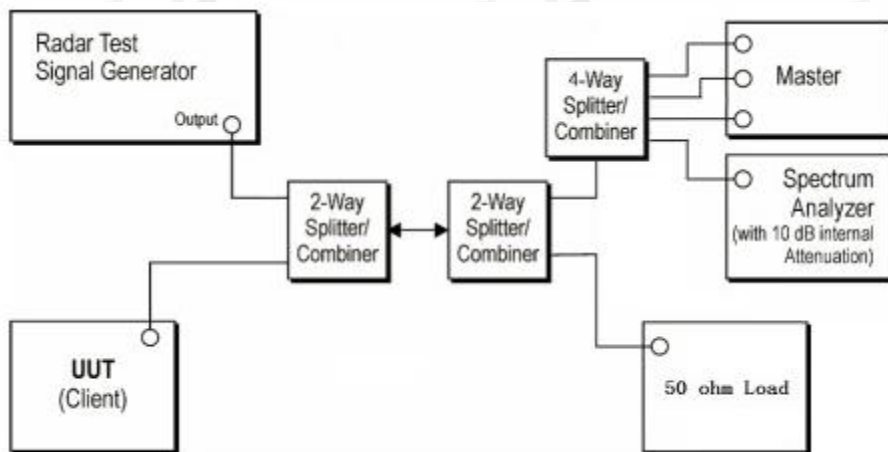 Radar Test
Signal Generator
Output
4-Way
Splitter/
Combiner
Master
2-Way
Splitter/
Combiner
2-Way
Splitter/
Combiner
Spectrum
Analyzer
(with 10 dB internal
Attenuation)
UUT
(Client)
50 ohm Load